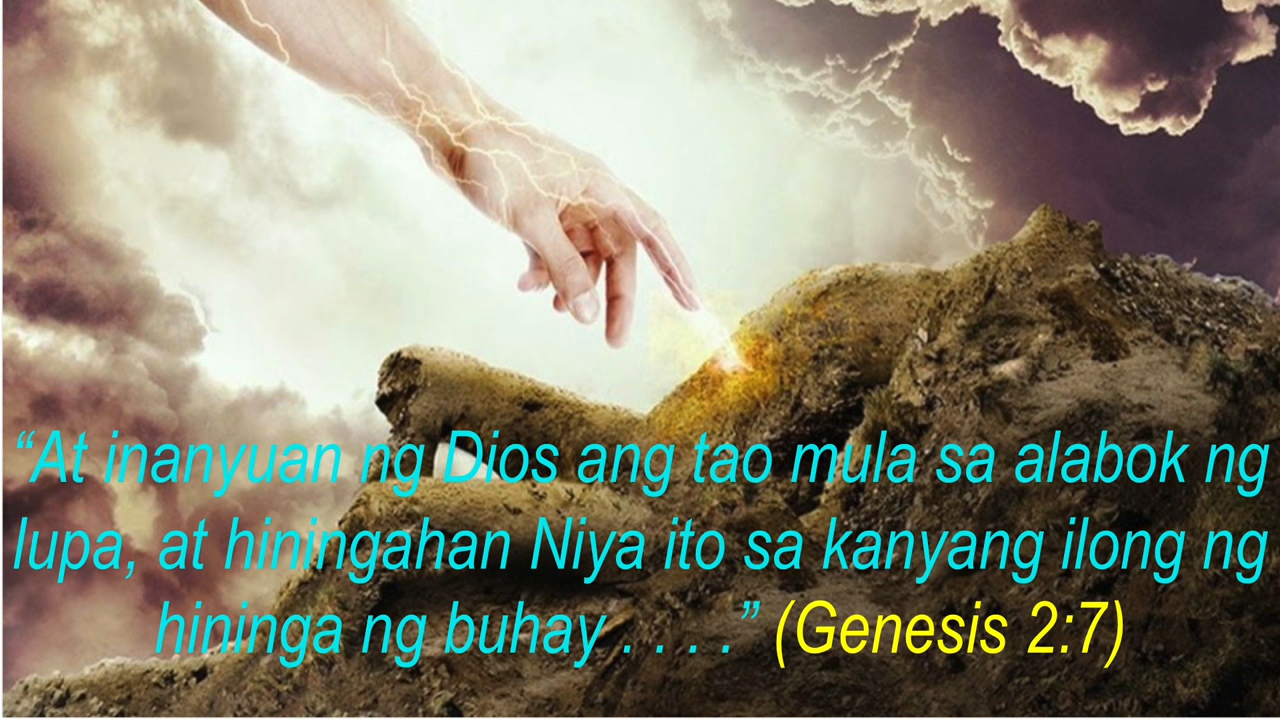 “At inanyuan ng Dios ang tao mula sa alabok ng
lupa, at hiningahan Niya ito sa kanyang ilong ng
hininga ng buhay . . . .” (Genesis 2:7)